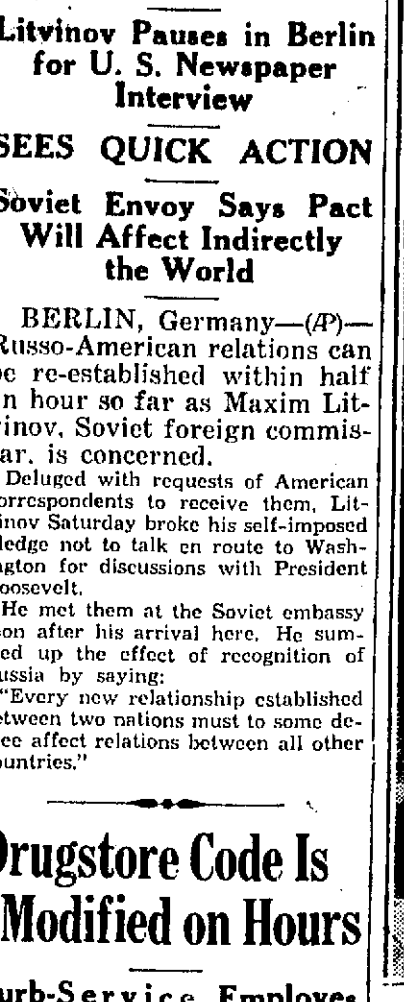 Litvinov Pauses in Berlin
for U. S. Newspaper
Interview
SEES QUICK ACTION
Soviet Envoy Says Pact
Will Affect Indirectly
the World
BERLIN, Germany—(AP)—
Russo-American relations can
be re-established within half
an hour so far as Maxim Lit-
vinov, Soviet foreign commis-
sar, is concerned.
Deluged with requests of American
correspondents to receive them, Lit-
vinov Saturday broke his self-imposed
pledge not to talk en route to Wash-
ington for discussions with President
Roosevelt.
He met them at the Soviet embassy
soon after his arrival here. He sum-
med up the effect of recognition of
Russia by saying:
"Every new relationship established
between two nations must to some de-
gree affect relations between all other
countries."
Drugstore Code Is
Modified on Hours
Curb-Service Employes